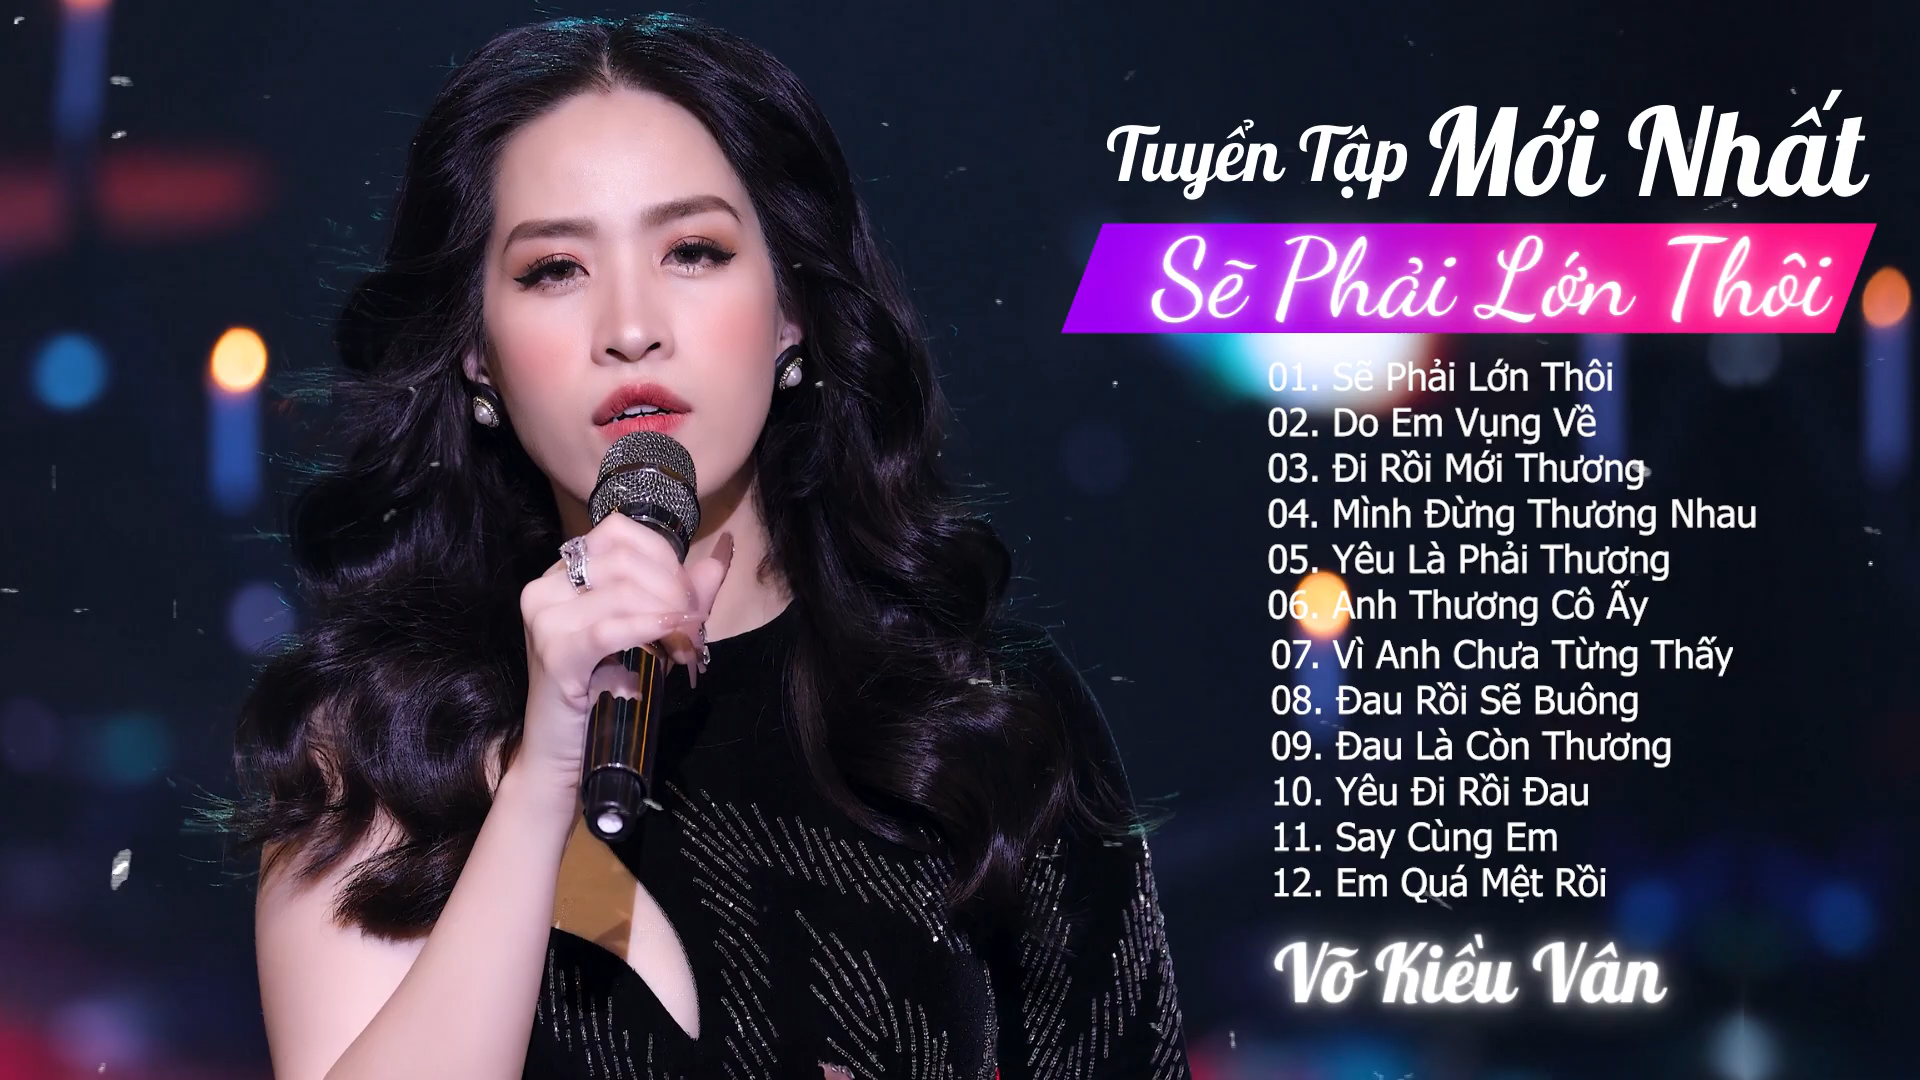 Tuyển Tập Mới Nhất
Sẽ Phải Lớn Thôi
01. Sẽ Phải Lớn Thôi
02. Do Em Vụng Về
03. Đi Rồi Mới Thương
04. Mình Đừng Thương Nhau
05. Yêu Là Phải Thương
06. Anh Thương Cô Ấy
07. Vì Anh Chưa Từng Thấy
08. Đau Rồi Sẽ Buông
09. Đau Là Còn Thương
10. Yêu Đi Rồi Đau
11. Say Cùng Em
12. Em Quá Mệt Rồi
Võ Kiều Vân